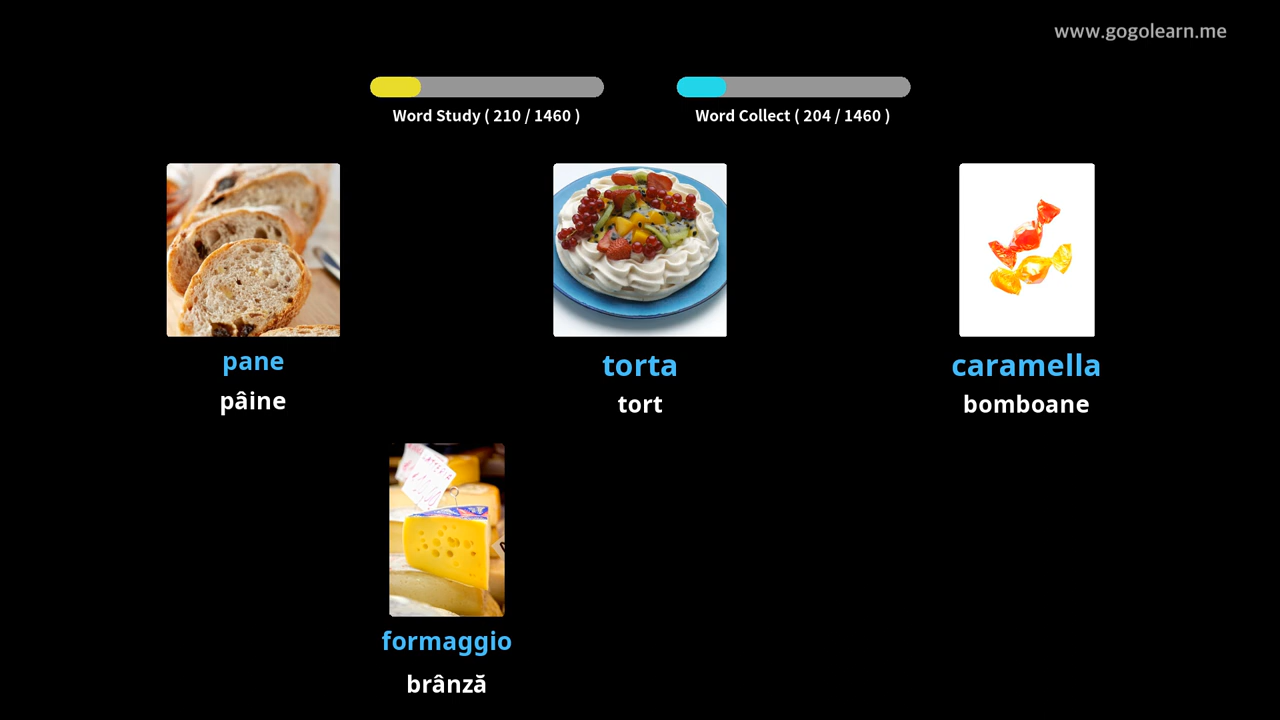 www.gogolearn.me
Word Study ( 210 / 1460 )
Word Collect ( 204 / 1460 )
pane
torta
caramella
pâine
tort
bomboane
formaggio
brânză